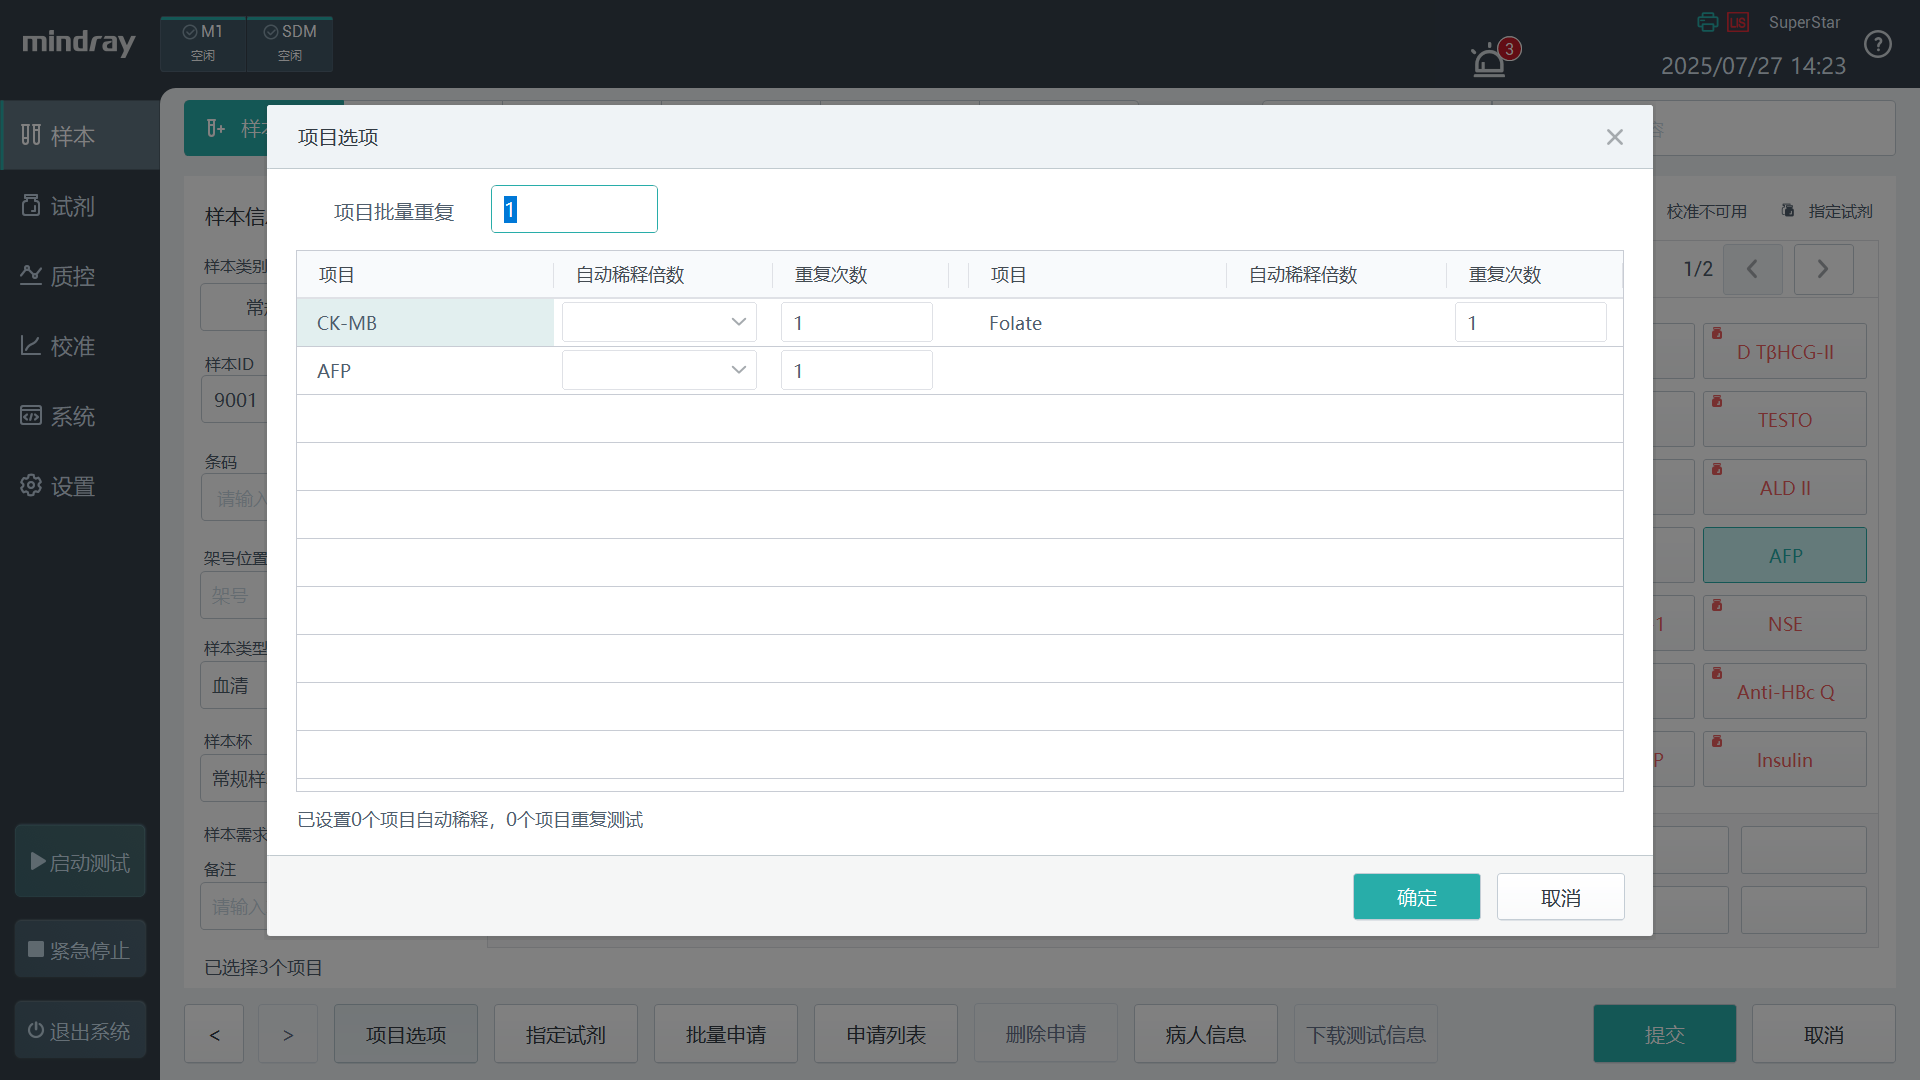 mindray
M1
空闲
SDM
空闲
3
LIS
SuperStar
2025/07/27 14:23
?
样本
试剂
质控
校准
系统
设置
启动测试
紧急停止
退出系统
样本
项目选项
项目批量重复
1
项目 自动稀释倍数 重复次数 项目 自动稀释倍数 重复次数
CK-MB 1 Folate 1
AFP 1
已设置0个项目自动稀释，0个项目重复测试
确定
取消
样本信
样本类别
常规
样本ID
9001
条码
请输入
架号位置
架号
样本类型
血清
样本杯
常规样
样本需求
备注
请输入
已选择3个项目
容
校准不可用
指定试剂
1/2
D TβHCG-II
TESTO
ALD II
AFP
1
NSE
Anti-HBc Q
P
Insulin
<
>
项目选项
指定试剂
批量申请
申请列表
删除申请
病人信息
下载测试信息
提交
取消